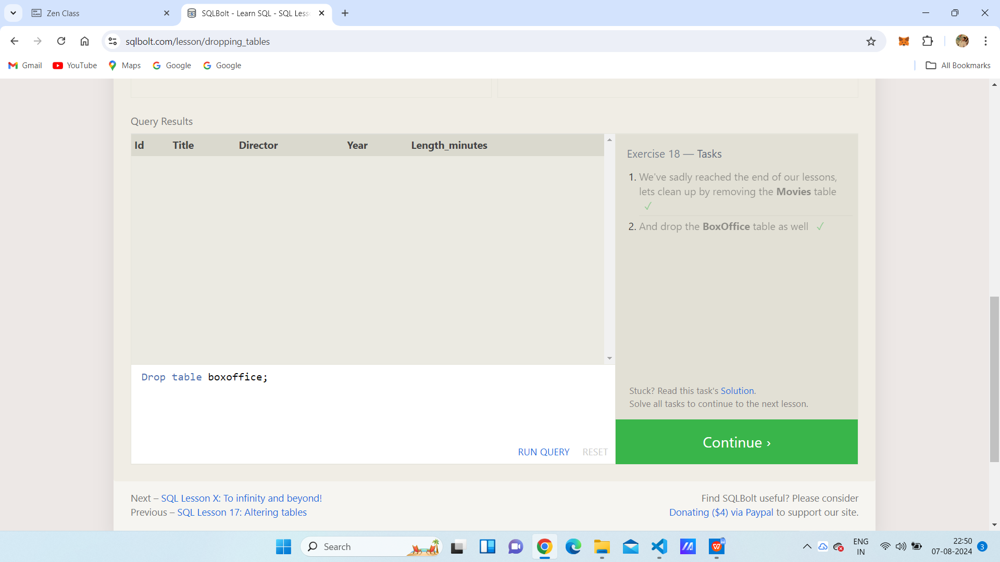 Zen Class
SQLBolt - Learn SQL - SQL Less
sqlbolt.com/lesson/dropping_tables
Gmail YouTube Maps Google Google All Bookmarks
Query Results
Id Title Director Year Length_minutes
Exercise 18 — Tasks
1. We've sadly reached the end of our lessons,
lets clean up by removing the Movies table
✓
2. And drop the BoxOffice table as well ✓
Drop table boxoffice;
Stuck? Read this task's Solution.
Solve all tasks to continue to the next lesson.
RUN QUERY RESET
Continue ›
Next – SQL Lesson X: To infinity and beyond!
Previous – SQL Lesson 17: Altering tables
Find SQLBolt useful? Please consider
Donating ($4) via Paypal to support our site.
Search
ENG
IN
22:50
07-08-2024
3